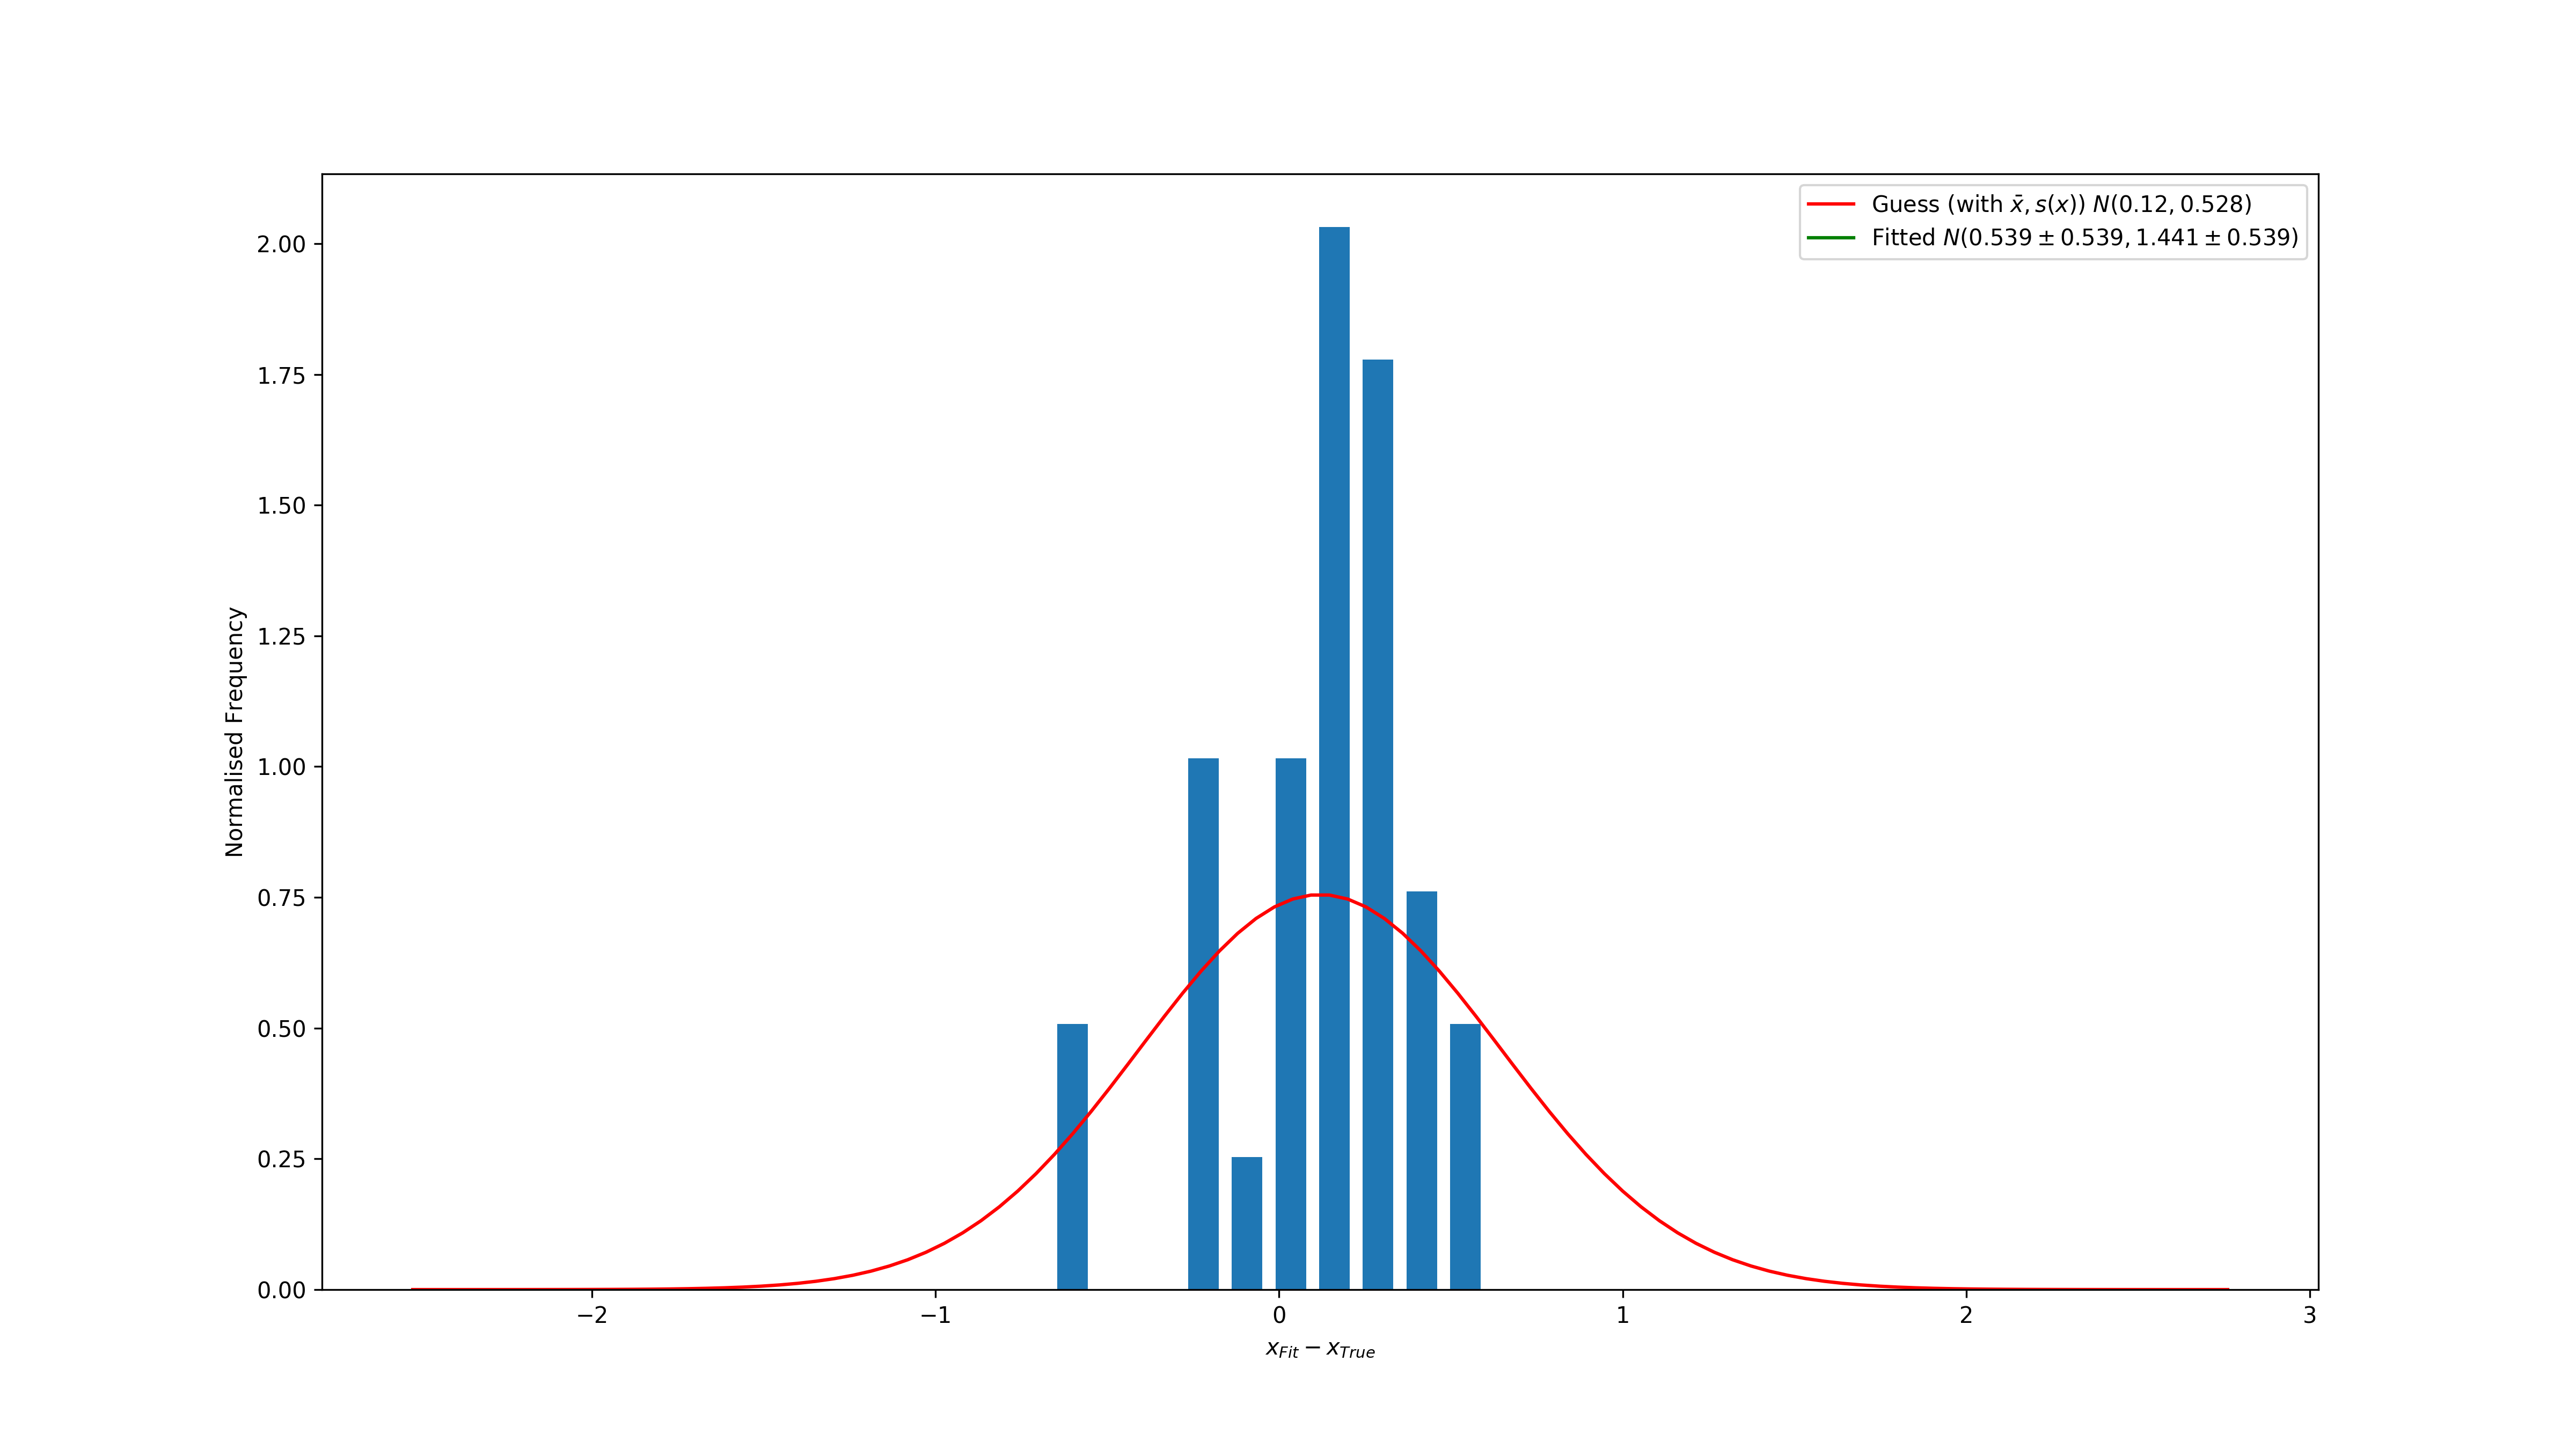 Guess (with x̄, s(x)) N(0.12, 0.528)
Fitted N(0.539 ± 0.539, 1.441 ± 0.539)
2.00
1.75
1.50
1.25
1.00
0.75
0.50
0.25
0.00
Normalised Frequency
−2 −1 0 1 2 3
x_Fit − x_True